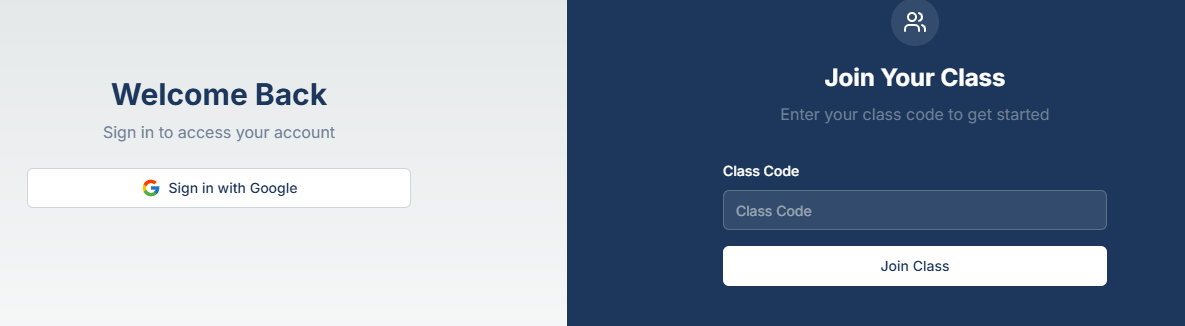 Welcome Back
Sign in to access your account
Sign in with Google
Join Your Class
Enter your class code to get started
Class Code
Class Code
Join Class